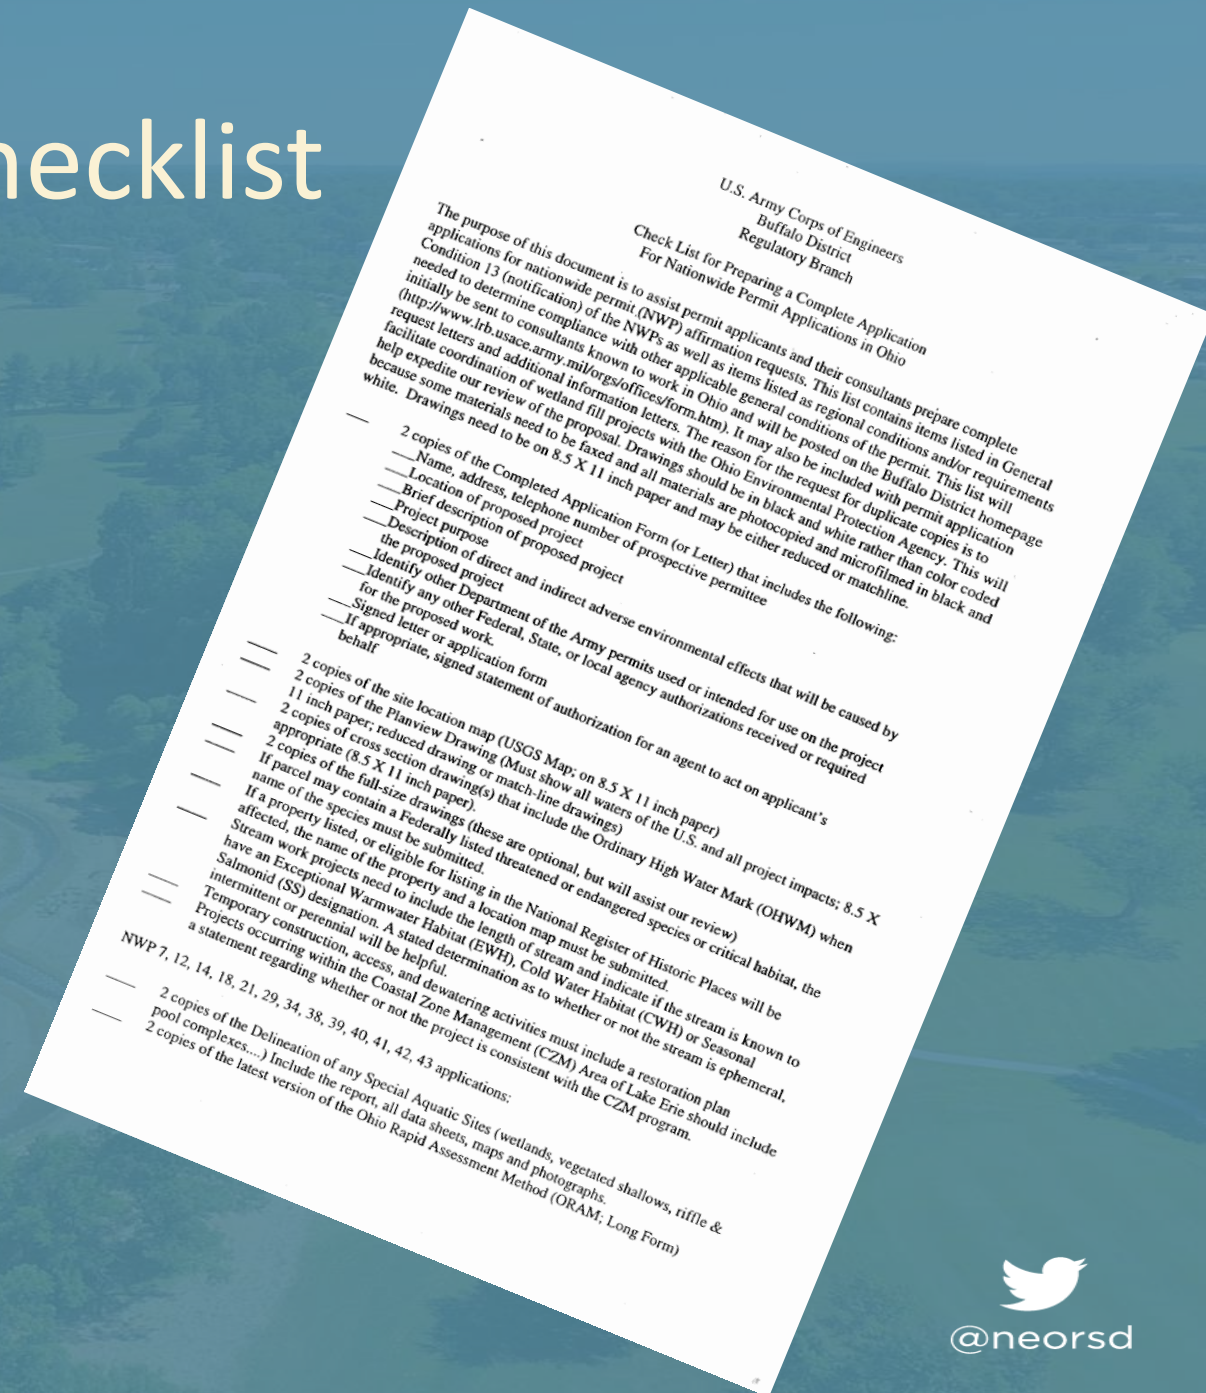 hecklist
U.S. Army Corps of Engineers
Buffalo District
Regulatory Branch
Check List for Preparing a Complete Application
For Nationwide Permit Applications in Ohio
The purpose of this document is to assist permit applicants and their consultants prepare complete
applications for nationwide permit (NWP) affirmation requests. This list contains items listed in General
Condition 13 (notification) of the NWPs as well as items listed as regional conditions and/or requirements
needed to determine compliance with other applicable general conditions of the permit. This list will
initially be sent to consultants known to work in Ohio and will be posted on the Buffalo District homepage
(http://www.lrb.usace.army.mil/orgs/offices/form.htm). It may also be included with permit application
request letters and additional information letters. The reason for the request for duplicate copies is to
facilitate coordination of wetland fill projects with the Ohio Environmental Protection Agency. This will
help expedite our review of the proposal. Drawings should be in black and white rather than color coded
because some materials need to be faxed and all materials are photocopied and microfilmed in black and
white. Drawings need to be on 8.5 X 11 inch paper and may be either reduced or matchline.
____ 2 copies of the Completed Application Form (or Letter) that includes the following:
___Name, address, telephone number of prospective permittee
___Location of proposed project
___Brief description of proposed project
___Project purpose
___Description of direct and indirect adverse environmental effects that will be caused by
the proposed project
___Identify other Department of the Army permits used or intended for use on the project
___Identify any other Federal, State, or local agency authorizations received or required
for the proposed work.
___Signed letter or application form
___If appropriate, signed statement of authorization for an agent to act on applicant's
behalf
____ 2 copies of the site location map (USGS Map; on 8.5 X 11 inch paper)
____ 2 copies of the Planview Drawing (Must show all waters of the U.S. and all project impacts; 8.5 X
11 inch paper; reduced drawing or match-line drawings)
____ 2 copies of cross section drawing(s) that include the Ordinary High Water Mark (OHWM) when
appropriate (8.5 X 11 inch paper).
____ 2 copies of the full-size drawings (these are optional, but will assist our review)
____ If parcel may contain a Federally listed threatened or endangered species or critical habitat, the
name of the species must be submitted.
____ If a property listed, or eligible for listing in the National Register of Historic Places will be
affected, the name of the property and a location map must be submitted.
____ Stream work projects need to include the length of stream and indicate if the stream is known to
have an Exceptional Warmwater Habitat (EWH), Cold Water Habitat (CWH) or Seasonal
Salmonid (SS) designation. A stated determination as to whether or not the stream is ephemeral,
intermittent or perennial will be helpful.
____ Temporary construction, access, and dewatering activities must include a restoration plan
____ Projects occurring within the Coastal Zone Management (CZM) Area of Lake Erie should include
a statement regarding whether or not the project is consistent with the CZM program.
NWP 7, 12, 14, 18, 21, 29, 34, 38, 39, 40, 41, 42, 43 applications:
____ 2 copies of the Delineation of any Special Aquatic Sites (wetlands, vegetated shallows, riffle &
pool complexes....) Include the report, all data sheets, maps and photographs.
____ 2 copies of the latest version of the Ohio Rapid Assessment Method (ORAM; Long Form)
@neorsd